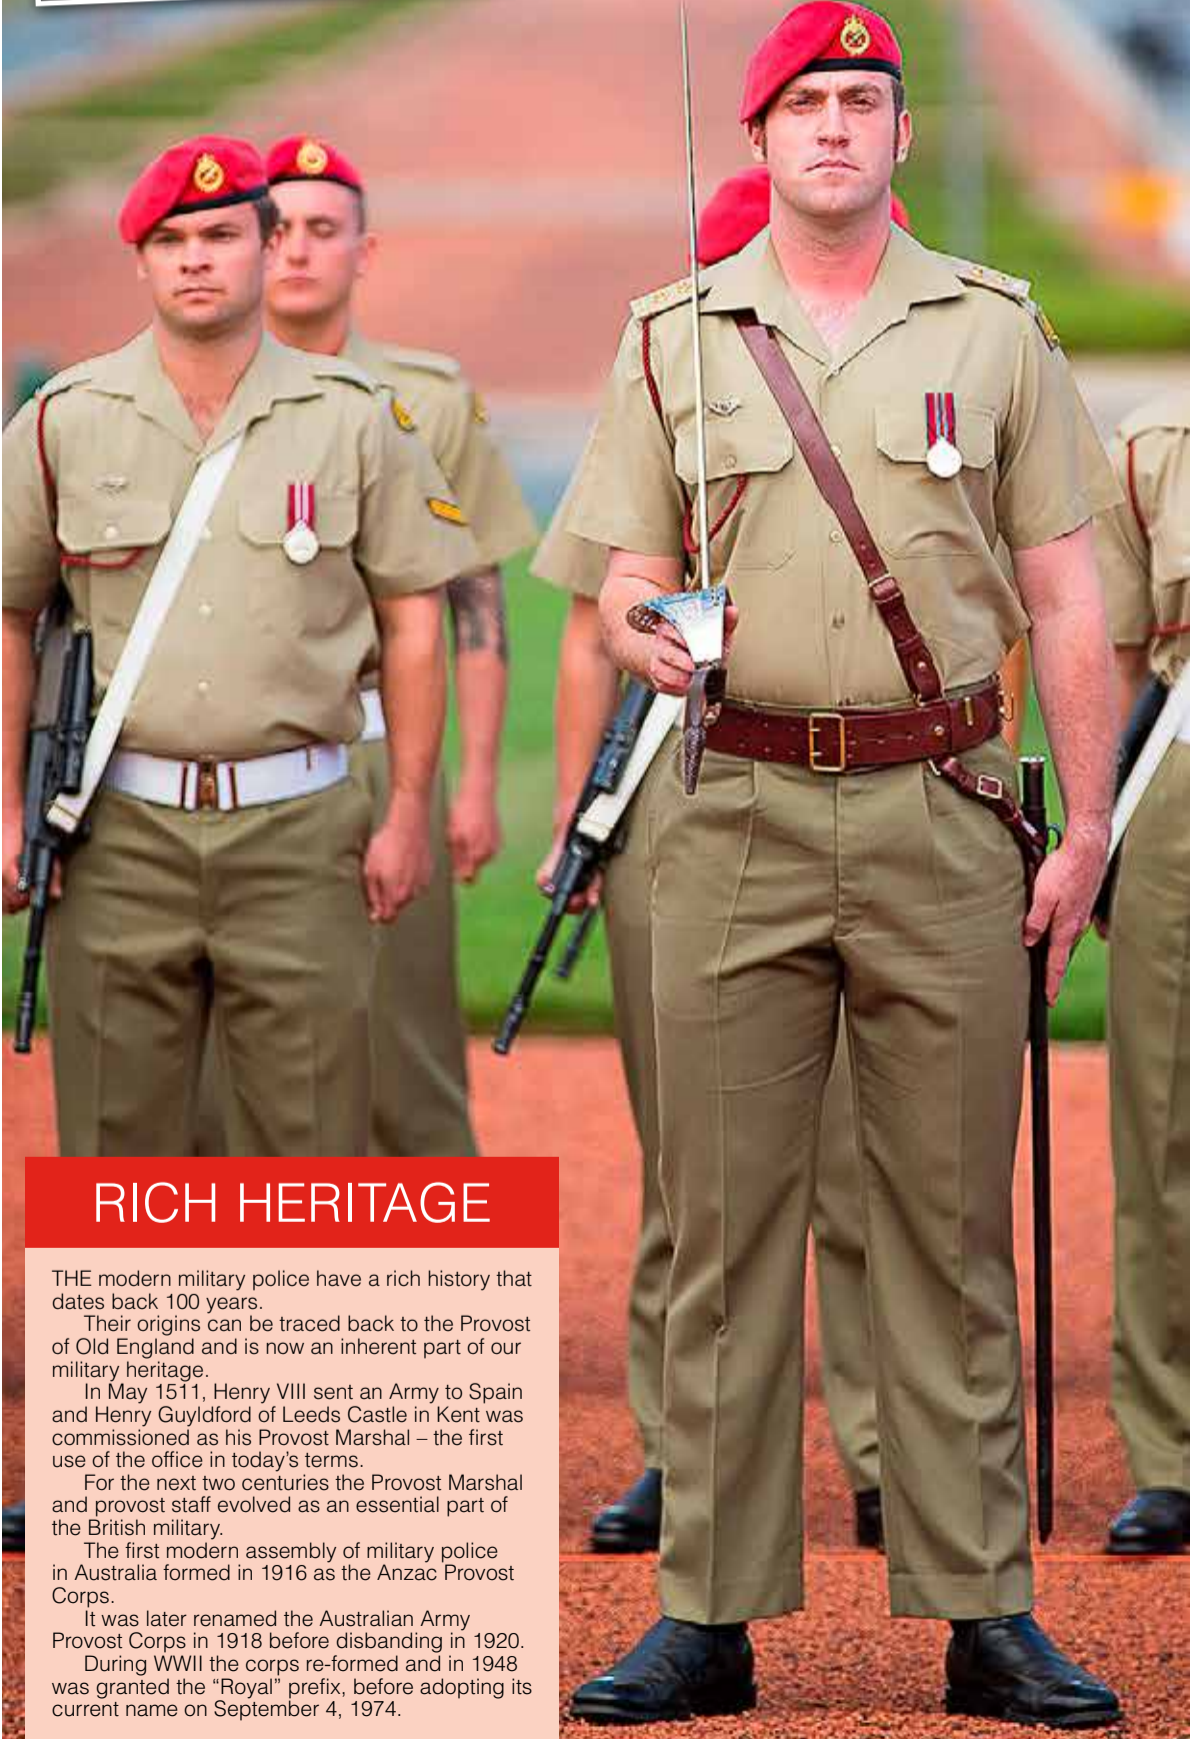 RICH HERITAGE
THE modern military police have a rich history that
dates back 100 years.
Their origins can be traced back to the Provost
of Old England and is now an inherent part of our
military heritage.
In May 1511, Henry VIII sent an Army to Spain
and Henry Guyldford of Leeds Castle in Kent was
commissioned as his Provost Marshal – the first
use of the office in today's terms.
For the next two centuries the Provost Marshal
and provost staff evolved as an essential part of
the British military.
The first modern assembly of military police
in Australia formed in 1916 as the Anzac Provost
Corps.
It was later renamed the Australian Army
Provost Corps in 1918 before disbanding in 1920.
During WWII the corps re-formed and in 1948
was granted the “Royal” prefix, before adopting its
current name on September 4, 1974.